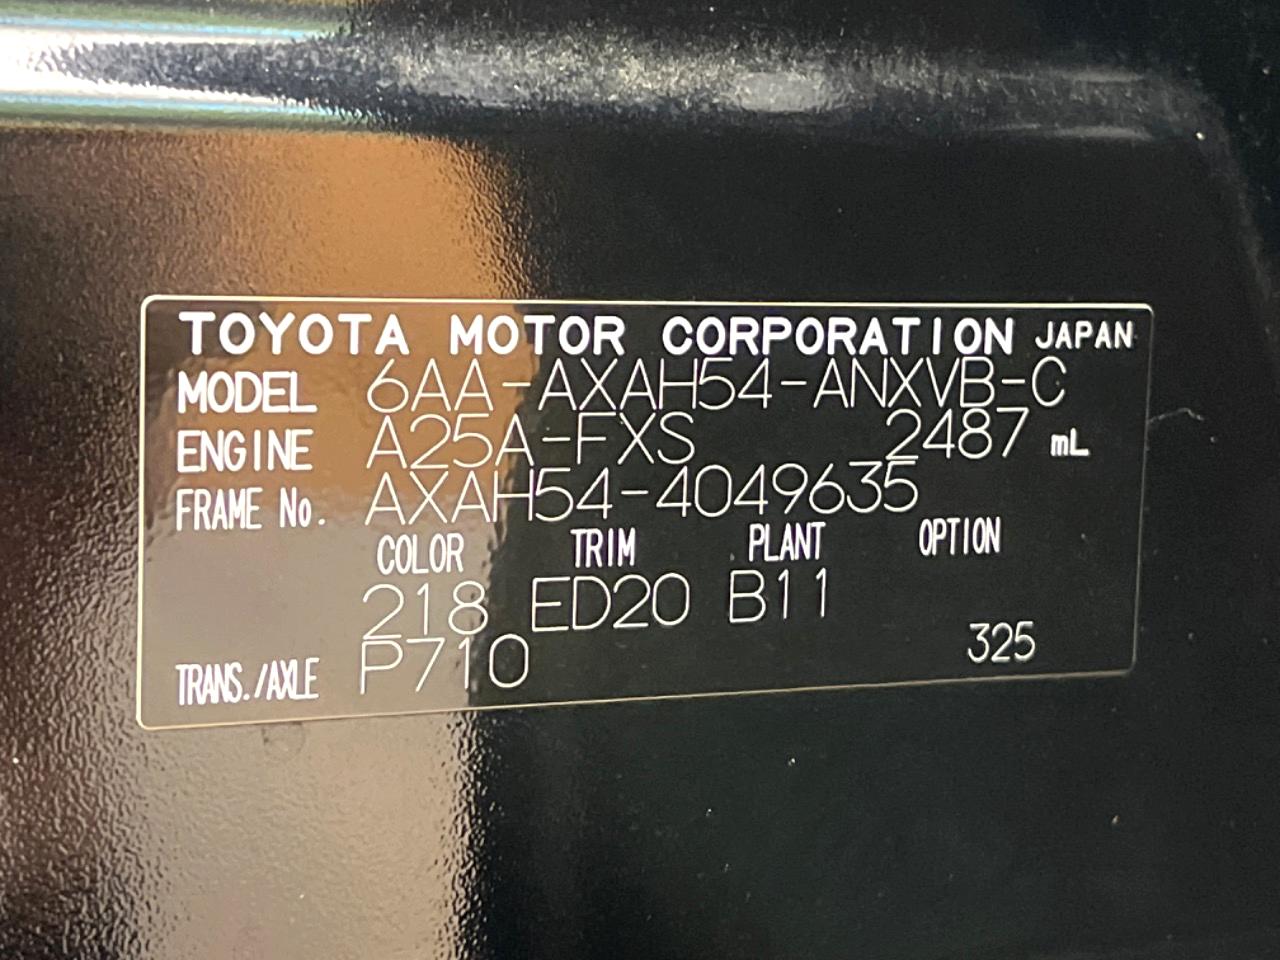 TOYOTA MOTOR CORPORATION JAPAN
MODEL 6AA-AXAH54-ANXVB-C
ENGINE A25A-FXS 2487 mL
FRAME No. AXAH54-4049635
COLOR TRIM PLANT OPTION
218 ED20 B11
TRANS./AXLE P710 325